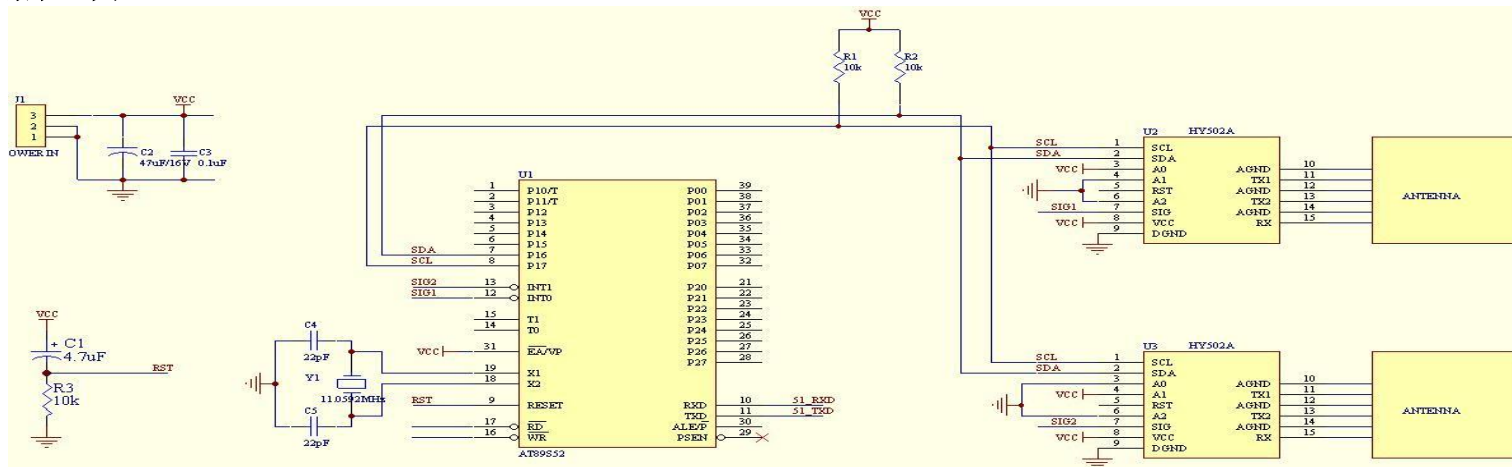 VCC
R1
10k
R2
10k
J1
3
2
1
OWER IN
VCC
C2
47uF/16V
C3
0.1uF
U1
1 P10/T
2 P11/T
3 P12
4 P13
5 P14
6 P15
SDA 7 P16
SCL 8 P17
SIG2 13 INT1
SIG1 12 INT0
15 T1
14 T0
VCC 31 EA/VP
19 X1
18 X2
RST 9 RESET
17 RD
16 WR
P00 39
P01 38
P02 37
P03 36
P04 35
P05 34
P06 33
P07 32
P20 21
P21 22
P22 23
P23 24
P24 25
P25 26
P26 27
P27 28
RXD 10 51_RXD
TXD 11 51_TXD
ALE/P 30
PSEN 29
AT89S52
VCC
C1
4.7uF
RST
R3
10k
C4
22pF
Y1
11.0592MHz
C5
22pF
U2 HY502A
SCL 1 SCL
SDA 2 SDA
VCC 3 A0
4 A1
5 RST
6 A2
SIG1 7 SIG
VCC 8 VCC
9 DGND
AGND 10
TX1 11
AGND 12
TX2 13
AGND 14
RX 15
ANTENNA
U3 HY502A
SCL 1 SCL
SDA 2 SDA
3 A0
VCC 4 A1
5 RST
6 A2
SIG2 7 SIG
VCC 8 VCC
9 DGND
AGND 10
TX1 11
AGND 12
TX2 13
AGND 14
RX 15
ANTENNA